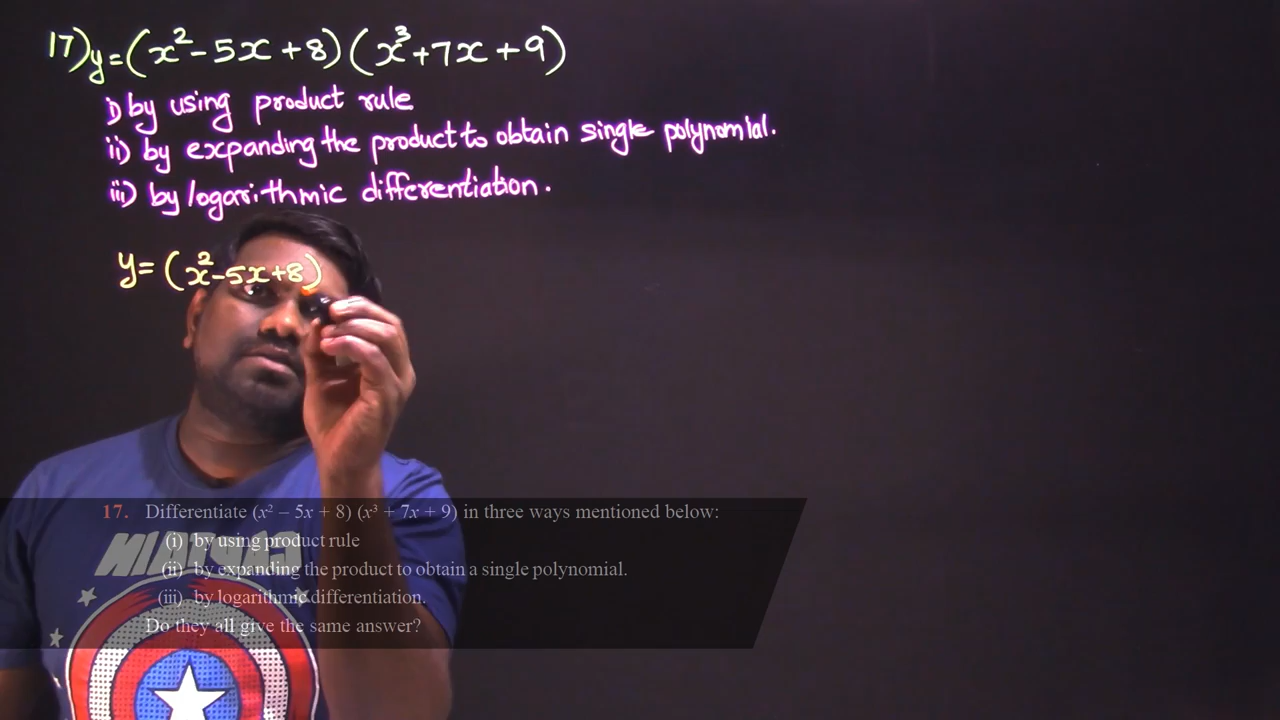 17) y=(x²-5x+8)(x³+7x+9)
i) by using product rule
ii) by expanding the product to obtain single polynomial.
iii) by logarithmic differentiation.
y=(x²-5x+8)
17. Differentiate (x² – 5x + 8) (x³ + 7x + 9) in three ways mentioned below:
(i) by using product rule
(ii) by expanding the product to obtain a single polynomial.
(iii) by logarithmic differentiation.
Do they all give the same answer?